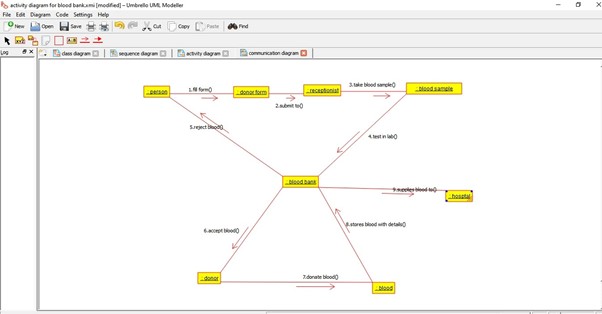 activity diagram for blood bank.xmi [modified] – Umbrello UML Modeller
File Edit Diagram Code Settings Help
New Open Save Cut Copy Paste Find
Log
class diagram sequence diagram activity diagram communication diagram
3.take blood sample()
: person 1.fill form() : donor form : receptionist : blood sample
2.submit to()
5.reject blood()
4.test in lab()
: blood bank
9.supplies blood to()
: hospital
6.accept blood()
8.stores blood with details()
7.donate blood()
: donor
: blood